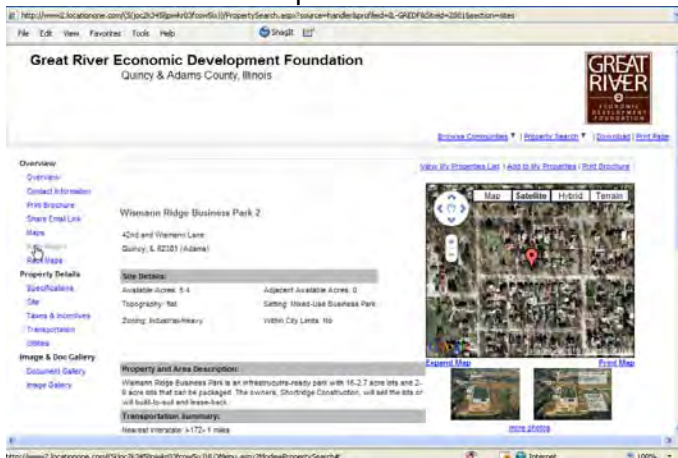 File Edit View Favorites Tools Help
SnagIt
Great River Economic Development Foundation
Quincy & Adams County, Illinois
GREAT
RIVER
ECONOMIC
DEVELOPMENT
FOUNDATION
Browse Communities | Property Search | Download | Print Page
View My Properties List | Add to My Properties | Print Brochure
Overview
Overview
Contact Information
Print Brochure
Share Email Link
Maps
Maps
Property Details
Specifications
Site
Taxes & Incentives
Transportation
Utilities
Image & Doc Gallery
Document Gallery
Image Gallery
Wismann Ridge Business Park 2
42nd and Wismann Lane
Quincy, IL 62301 (Adams)
Site Details:
Available Acres: 5.4 Adjacent Available Acres: 0
Topography: flat Setting: Mixed-Use Business Park
Zoning: Industrial-Heavy Within City Limits: No
Property and Area Description:
Wismann Ridge Business Park is an infrastructure-ready park with 16-2.7 acre lots and 2-
acre lots that can be packaged. The owners, Shortridge Construction, will sell the lots or
will build-to-suit and lease-back.
Transportation Summary:
Nearest Interstate: I-172- 1 miles
Map Satellite Hybrid Terrain
Expand Map Print Map
more photos
Internet 100%